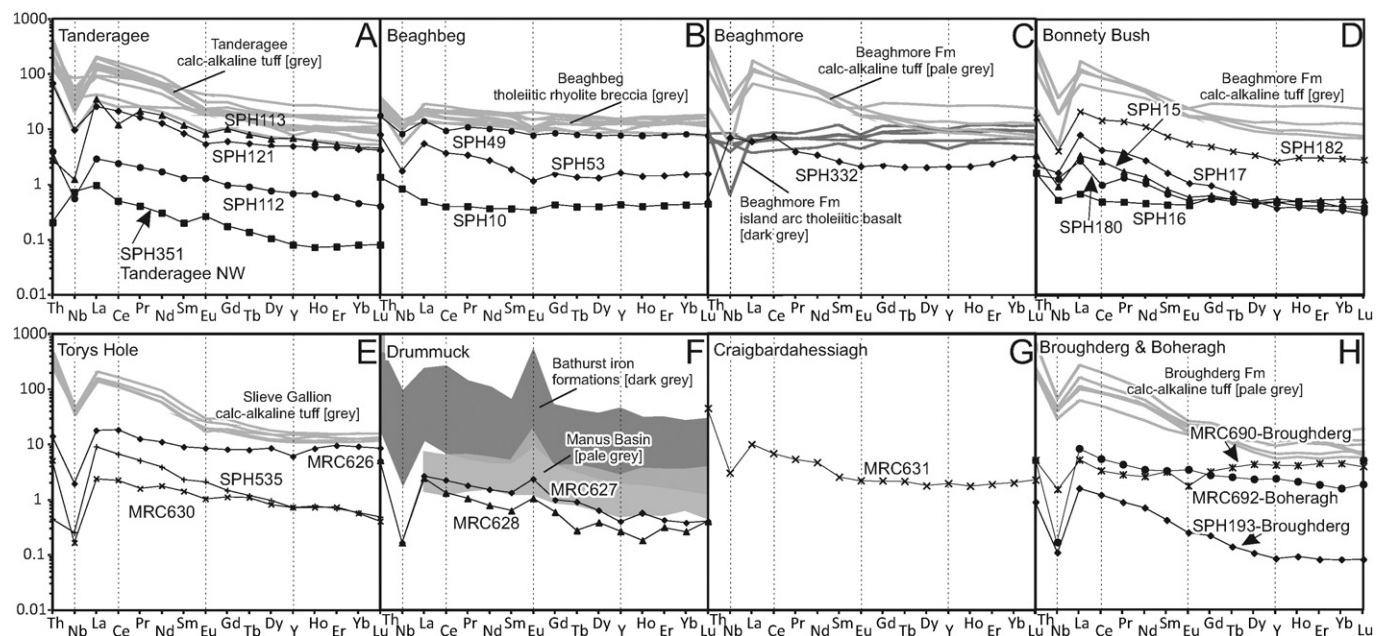 1000
100
10
1
0.1
0.01
Tanderagee
A
Tanderagee
calc-alkaline tuff [grey]
SPH113
SPH121
SPH112
SPH351
Tanderagee NW
Th Nb La Ce Pr Nd Sm Eu Gd Tb Dy Y Ho Er Yb Lu
Beaghbeg
B
Beaghbeg
tholeiitic rhyolite breccia [grey]
SPH49
SPH53
SPH10
Th Nb La Ce Pr Nd Sm Eu Gd Tb Dy Y Ho Er Yb Lu
Beaghmore
C
Beaghmore Fm
calc-alkaline tuff [pale grey]
SPH332
Beaghmore Fm
island arc tholeiitic basalt
[dark grey]
Th Nb La Ce Pr Nd Sm Eu Gd Tb Dy Y Ho Er Yb Lu
Bonnety Bush
D
Beaghmore Fm
calc-alkaline tuff [grey]
SPH15
SPH182
SPH17
SPH180
SPH16
Th Nb La Ce Pr Nd Sm Eu Gd Tb Dy Y Ho Er Yb Lu
1000
100
10
1
0.1
0.01
Torys Hole
E
Slieve Gallion
calc-alkaline tuff [grey]
MRC626
SPH535
MRC630
Th Nb La Ce Pr Nd Sm Eu Gd Tb Dy Y Ho Er Yb Lu
Drummuck
F
Bathurst iron
formations [dark grey]
Manus Basin
[pale grey]
MRC627
MRC628
Th Nb La Ce Pr Nd Sm Eu Gd Tb Dy Y Ho Er Yb Lu
Craigbardahessiagh
G
MRC631
Th Nb La Ce Pr Nd Sm Eu Gd Tb Dy Y Ho Er Yb Lu
Broughderg & Boheragh
H
Broughderg Fm
calc-alkaline tuff [pale grey]
MRC690-Broughderg
MRC692-Boheragh
SPH193-Broughderg
Th Nb La Ce Pr Nd Sm Eu Gd Tb Dy Y Ho Er Yb Lu